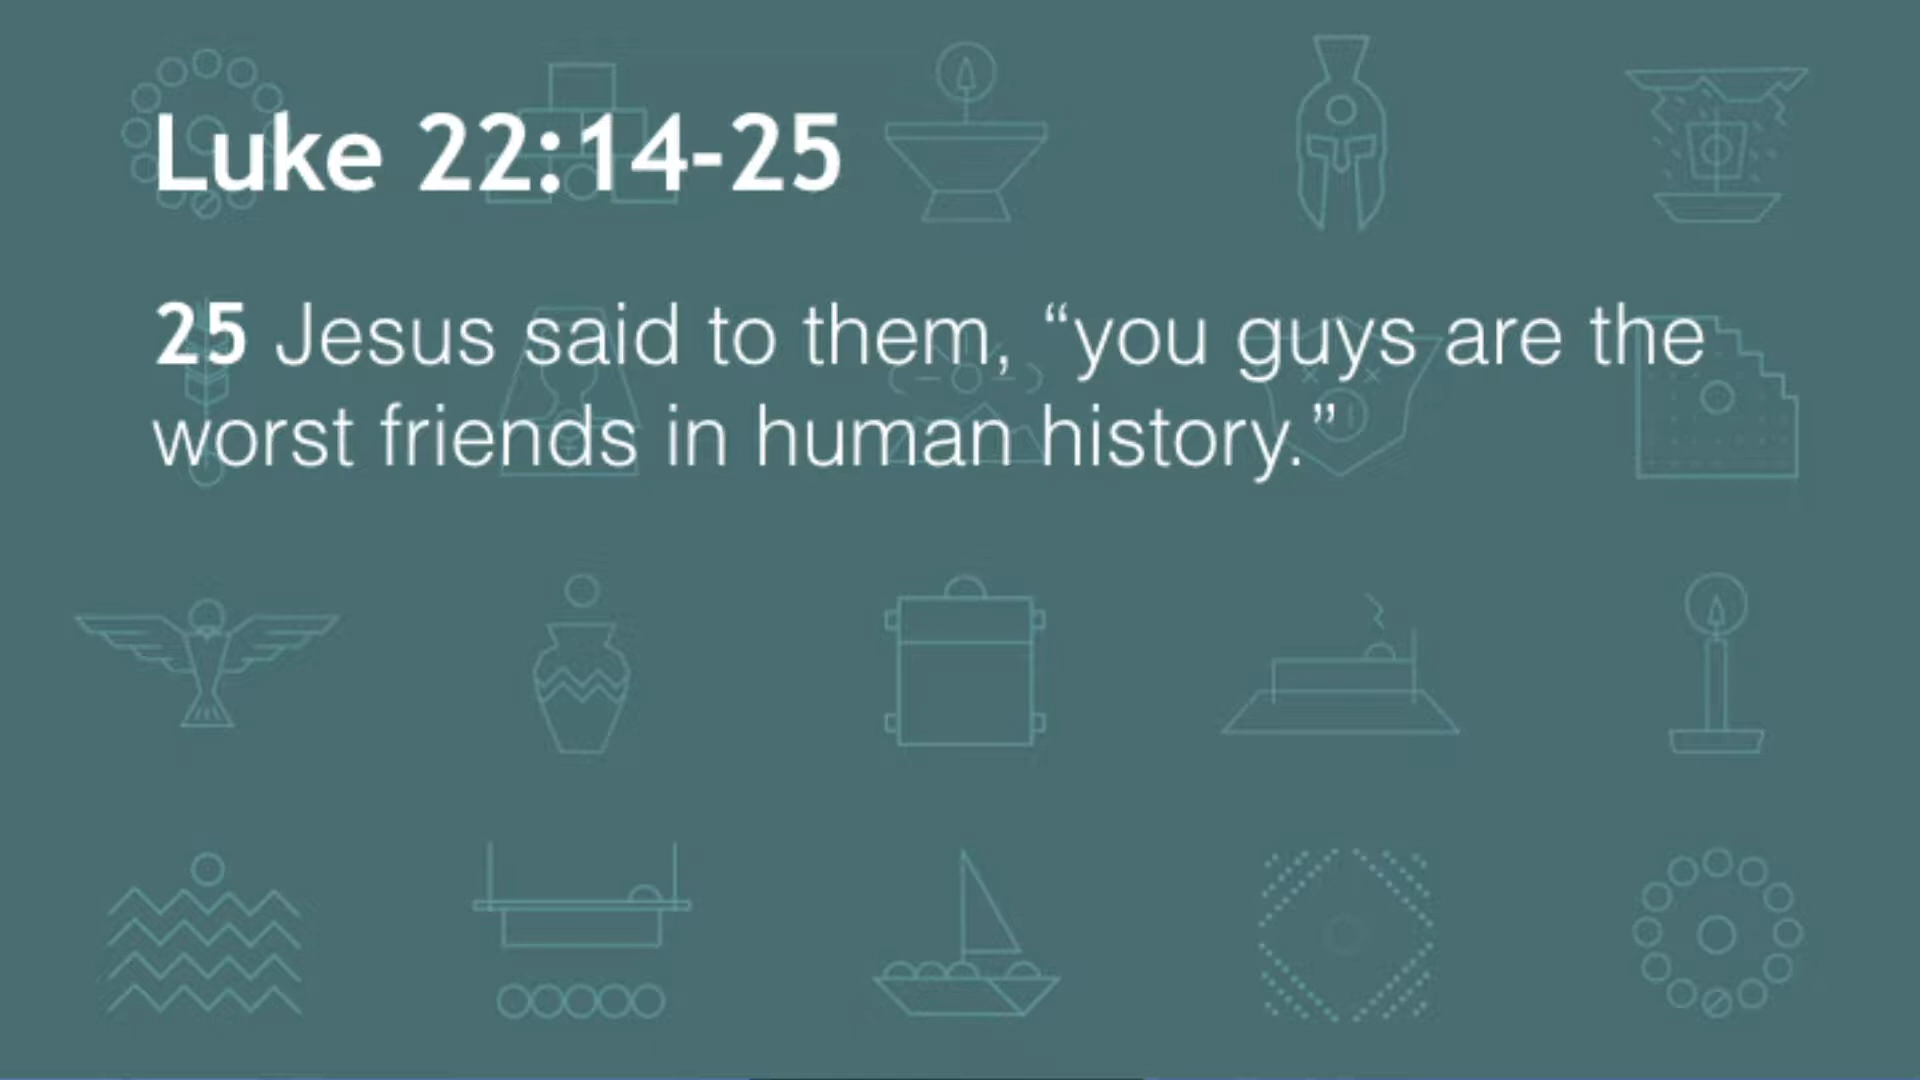 Luke 22:14-25
25 Jesus said to them, “you guys are the
worst friends in human history.”